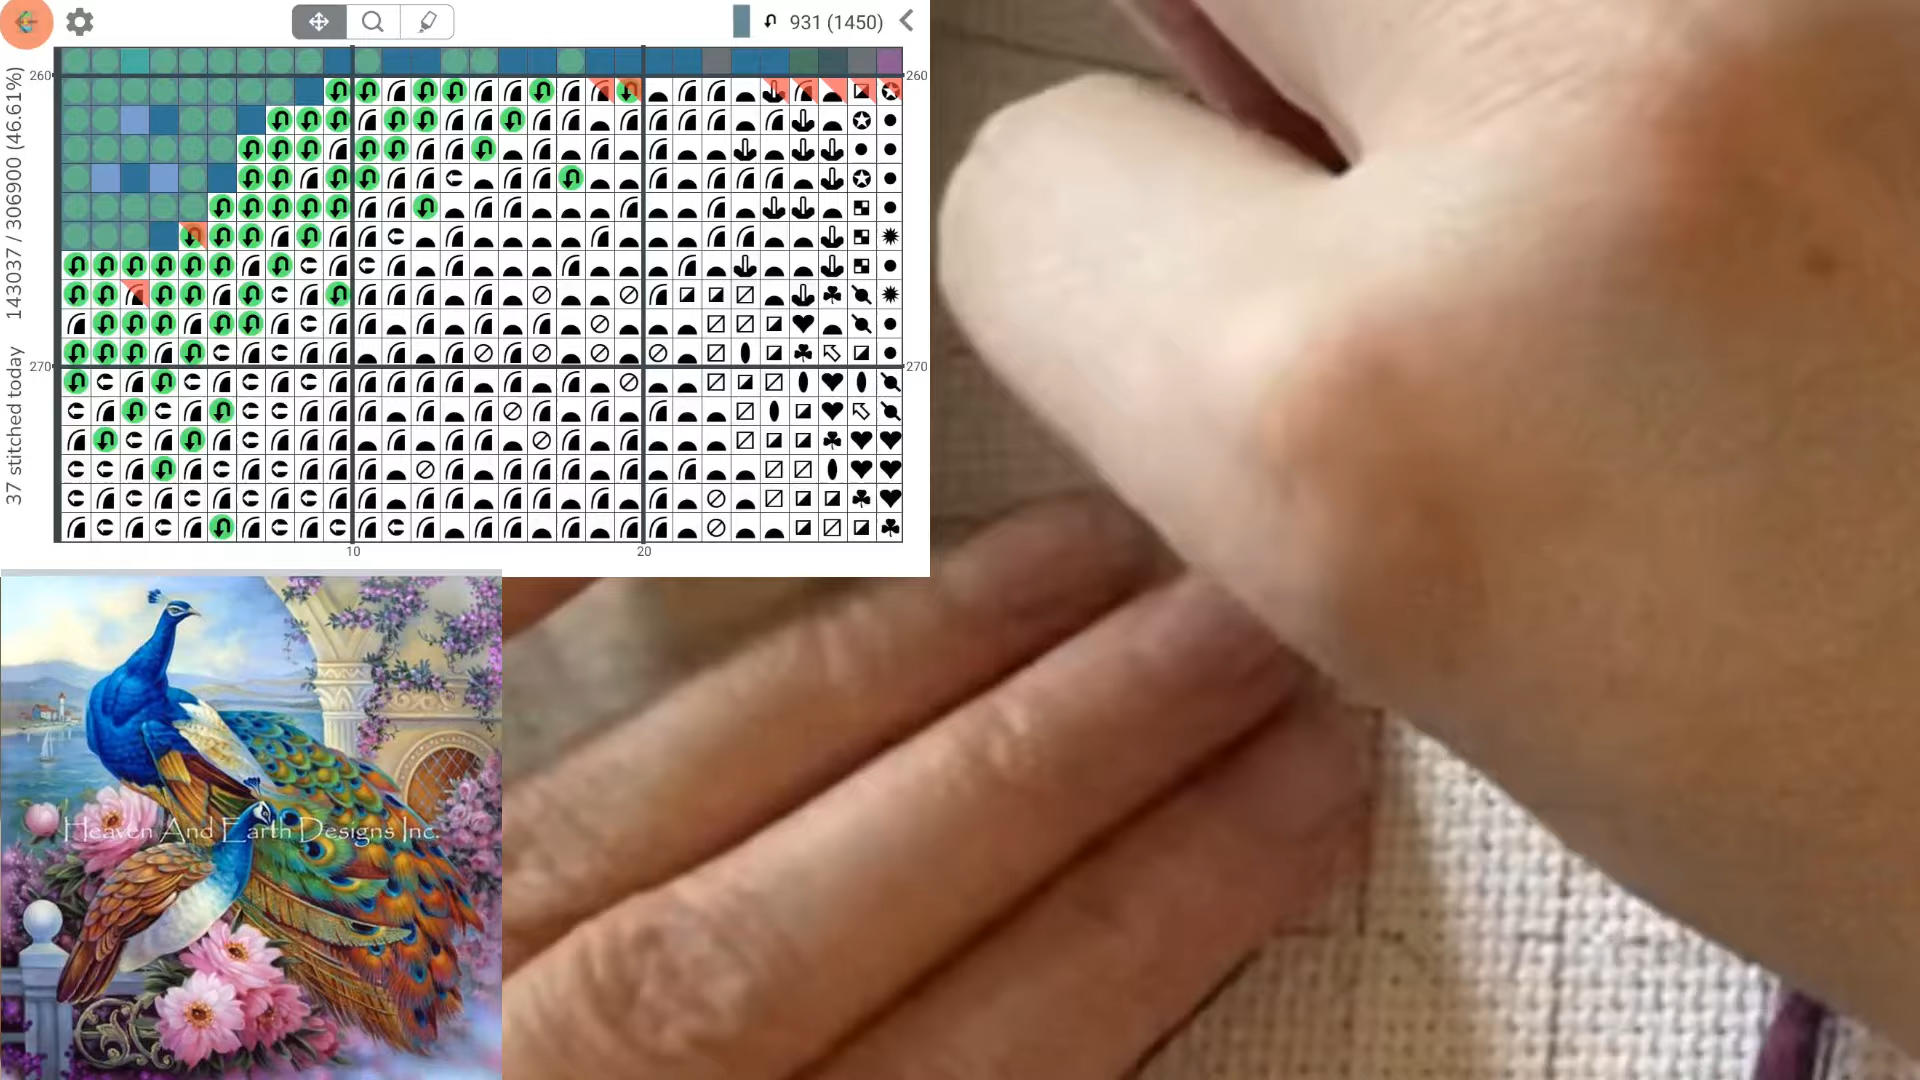 931 (1450)
260
260
143037 / 306900 (46.61%)
37 stitched today
270
270
10
20
Heaven And Earth Designs Inc.